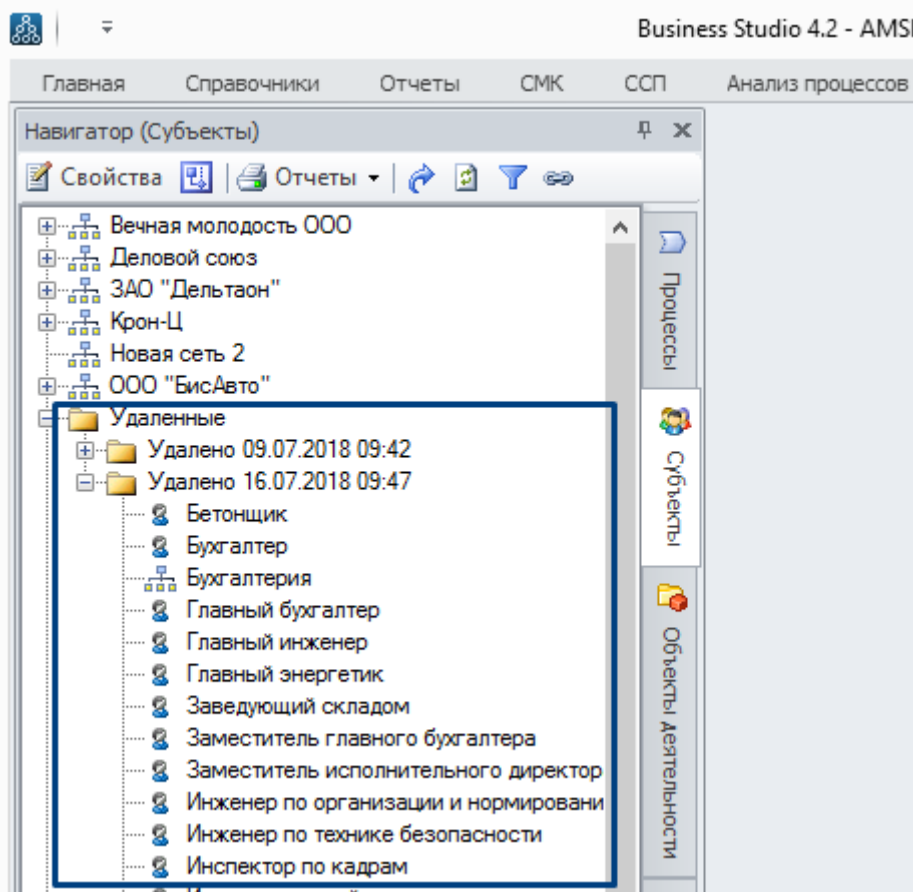 Business Studio 4.2 - AMS
Главная Справочники Отчеты СМК ССП Анализ процессов
Навигатор (Субъекты)
Свойства Отчеты
Вечная молодость ООО
Деловой союз
ЗАО "Дельтаон"
Крон-Ц
Новая сеть 2
ООО "БисАвто"
Удаленные
Удалено 09.07.2018 09:42
Удалено 16.07.2018 09:47
Бетонщик
Бухгалтер
Бухгалтерия
Главный бухгалтер
Главный инженер
Главный энергетик
Заведующий складом
Заместитель главного бухгалтера
Заместитель исполнительного директор
Инженер по организации и нормировани
Инженер по технике безопасности
Инспектор по кадрам
Процессы
Субъекты
Объекты деятельности